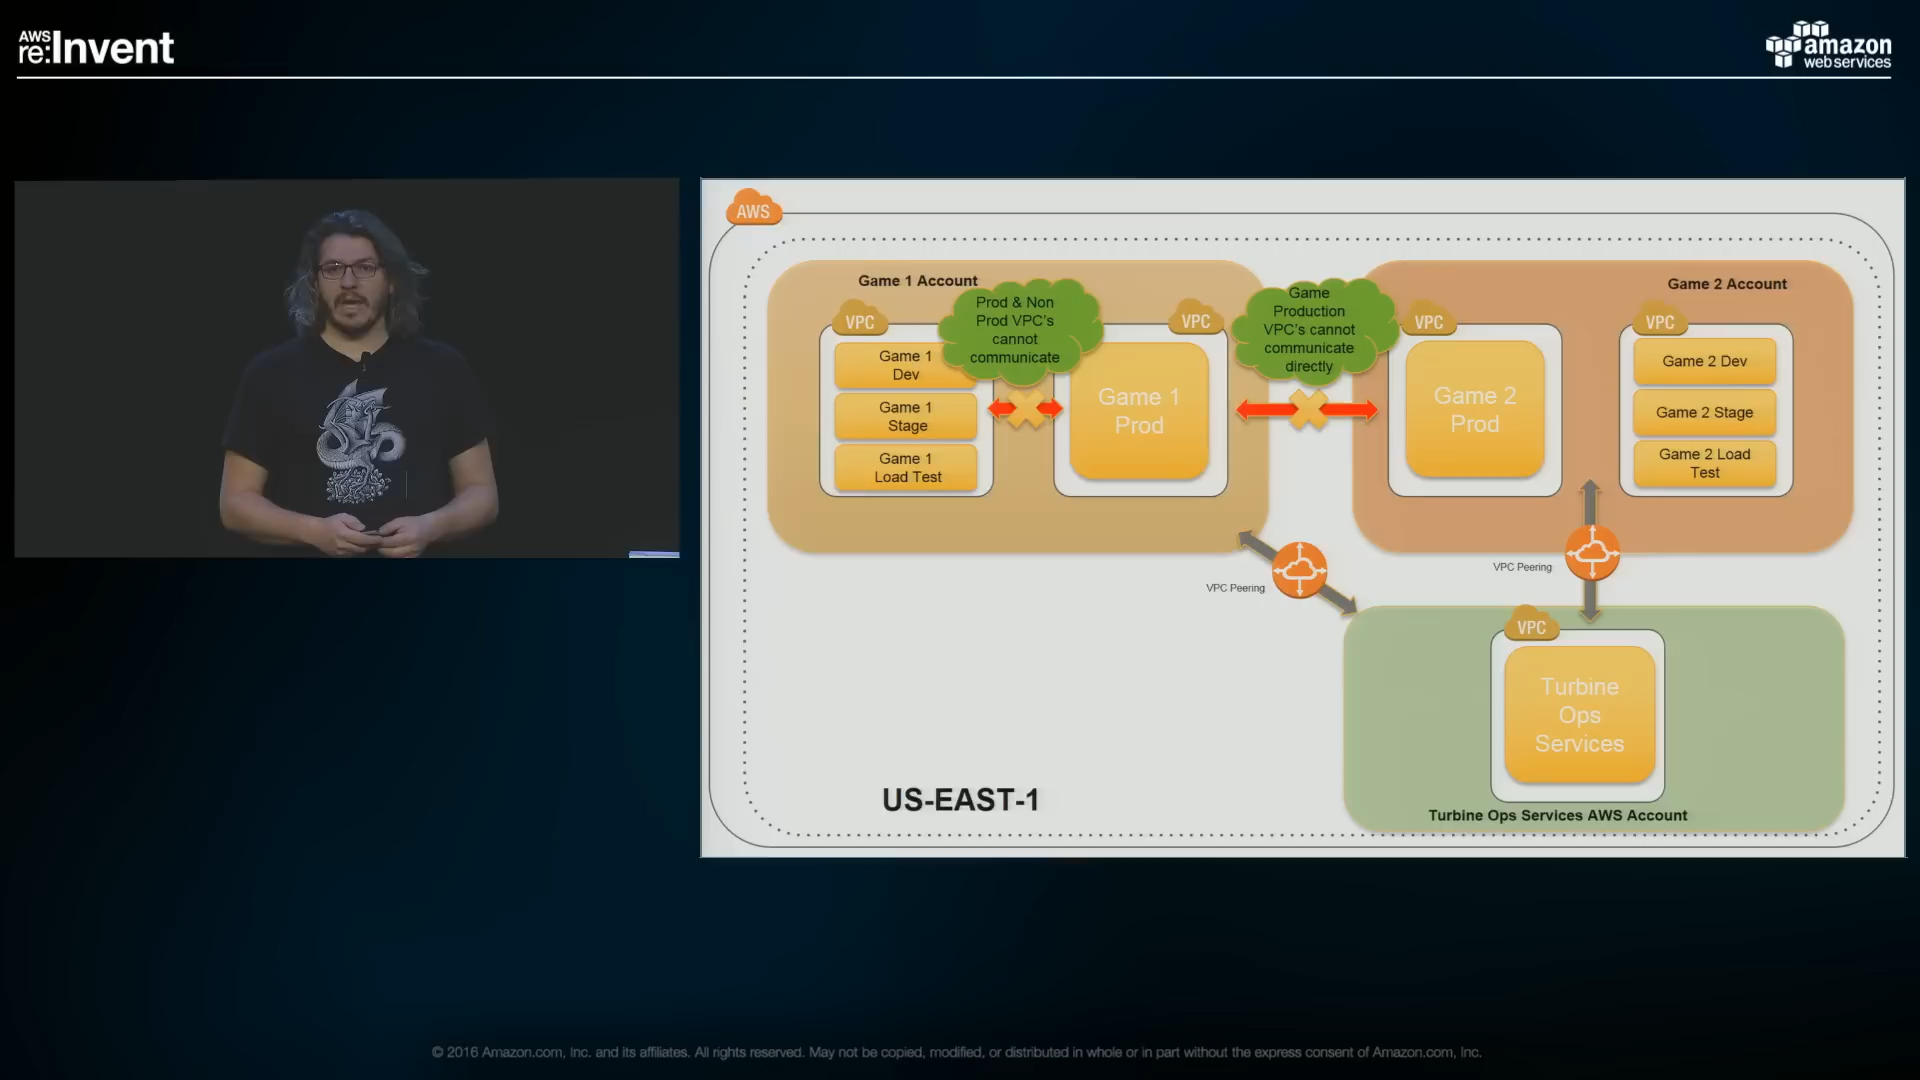 AWS
re:Invent
amazon
web services
AWS
Game 1 Account
Game 2 Account
VPC
Prod & Non
Prod VPC's
cannot
communicate
VPC
Game
Production
VPC's cannot
communicate
directly
VPC
VPC
Game 1
Dev
Game 1
Stage
Game 1
Load Test
Game 1
Prod
Game 2
Prod
Game 2 Dev
Game 2 Stage
Game 2 Load
Test
VPC Peering
VPC Peering
VPC
Turbine
Ops
Services
US-EAST-1
Turbine Ops Services AWS Account
© 2016 Amazon.com, Inc. and its affiliates. All rights reserved. May not be copied, modified, or distributed in whole or in part without the express consent of Amazon.com, Inc.